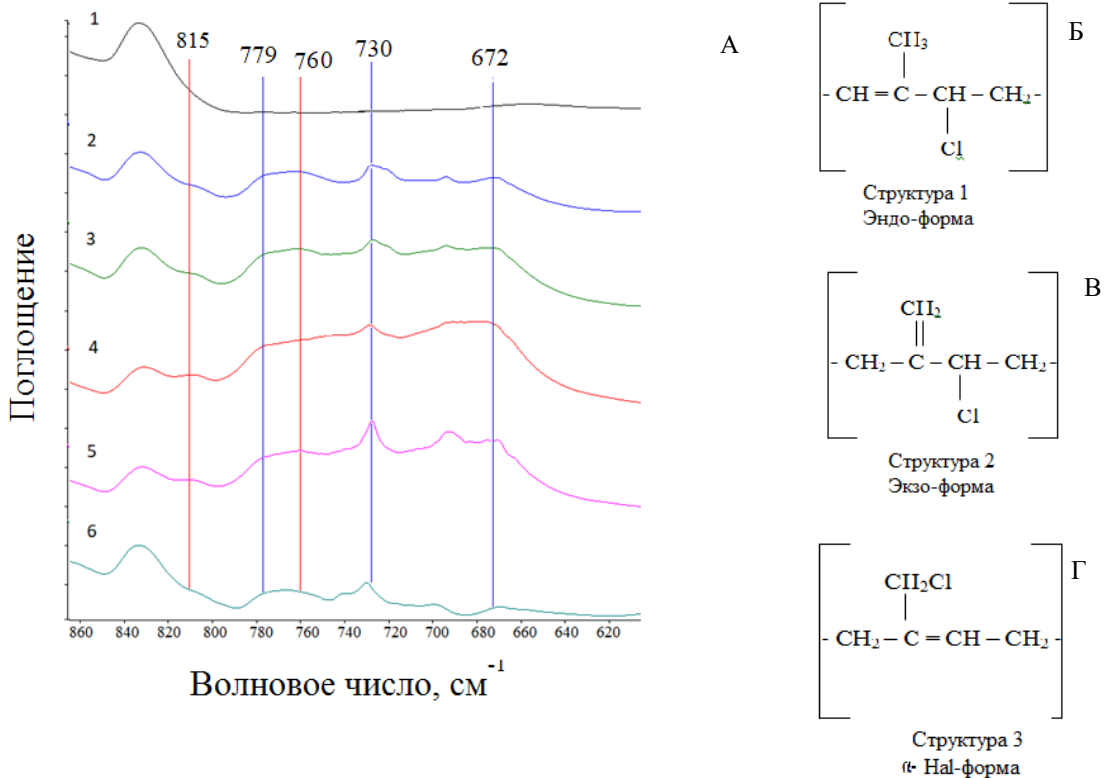 1
815
779
760
730
672
2
3
4
5
6
Поглощение
860 840 820 800 780 760 740 720 700 680 660 640 620
Волновое число, см⁻¹
А
Б
CH₃
- CH = C – CH – CH₂ -
Cl
Структура 1
Эндо-форма
В
CH₂
- CH₂ – C – CH – CH₂ -
Cl
Структура 2
Экзо-форма
Г
CH₂Cl
- CH₂ – C = CH – CH₂ -
Структура 3
α- Hal-форма